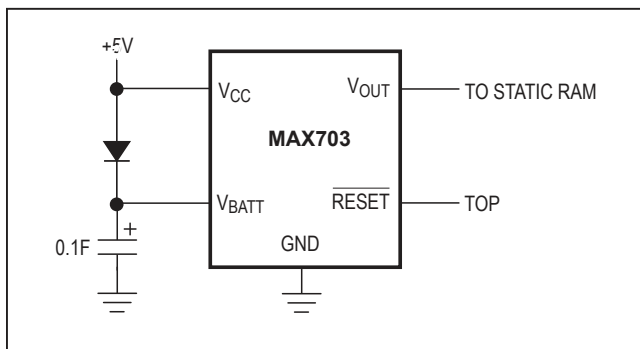 +5V
VCC
VOUT
TO STATIC RAM
MAX703
VBATT
RESET
TOP
+
0.1F
GND